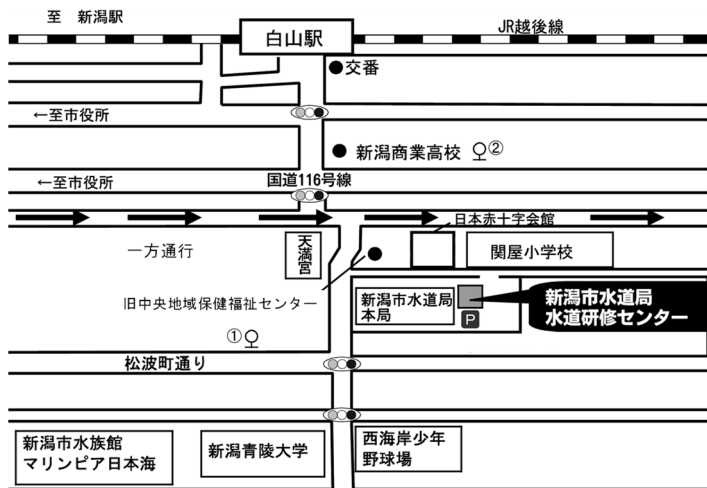 至 新潟駅
白山駅
JR越後線
交番
←至市役所
新潟商業高校 ②
国道116号線
←至市役所
日本赤十字会館
一方通行
天満宮
関屋小学校
旧中央地域保健福祉センター
新潟市水道局
本局
P
新潟市水道局
水道研修センター
①
松波町通り
新潟市水族館
マリンピア日本海
新潟青陵大学
西海岸少年
野球場